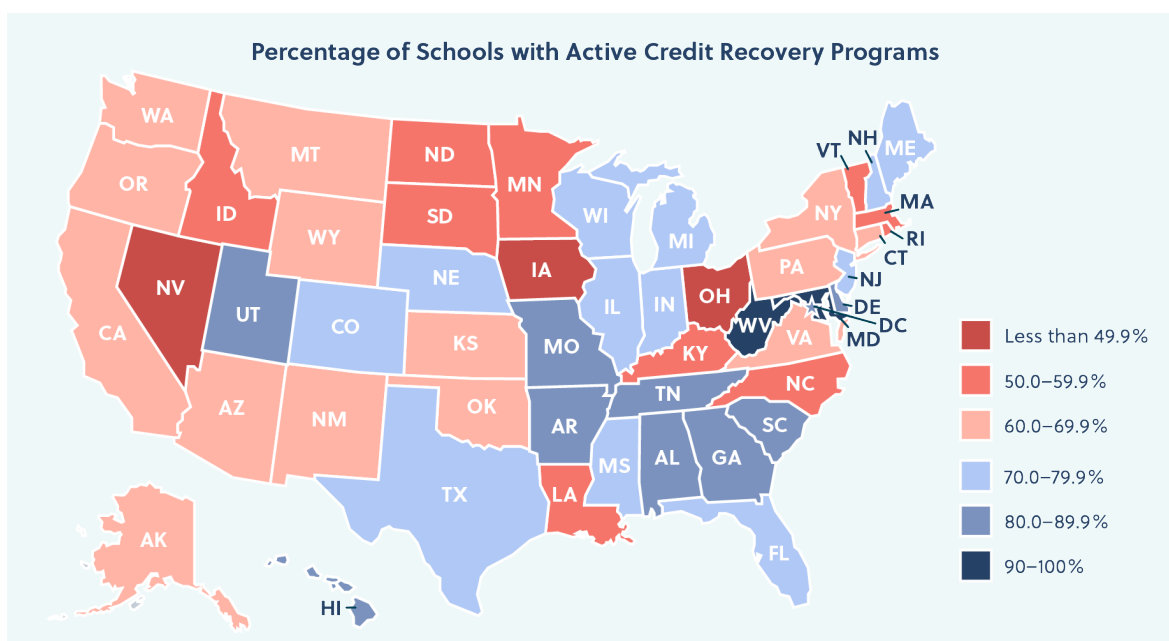 Percentage of Schools with Active Credit Recovery Programs
WA
MT
ND
MN
VT
NH
ME
OR
ID
SD
WI
NY
MA
WY
MI
RI
CT
PA
NV
UT
NE
IA
IL
IN
OH
NJ
CO
WV
DE
DC
CA
KS
MO
KY
VA
MD
Less than 49.9%
AZ
NM
OK
AR
TN
NC
50.0–59.9%
SC
60.0–69.9%
TX
LA
MS
AL
GA
70.0–79.9%
AK
FL
80.0–89.9%
HI
90–100%